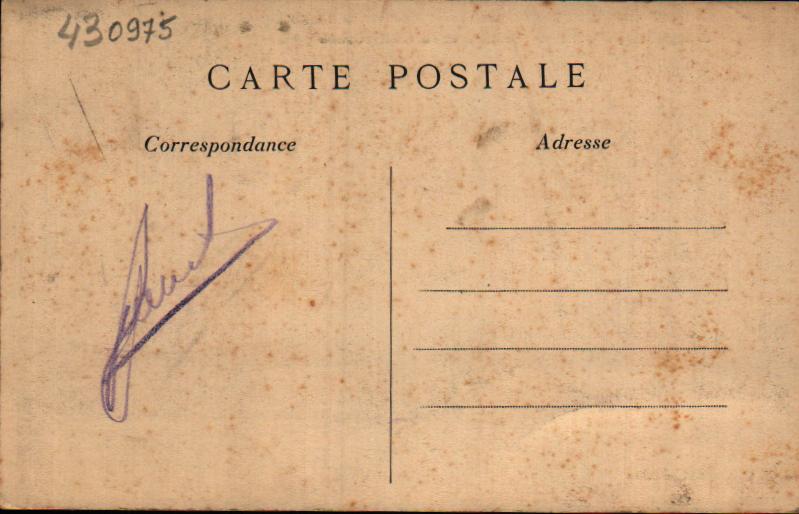 430975
CARTE POSTALE
Correspondance
Adresse